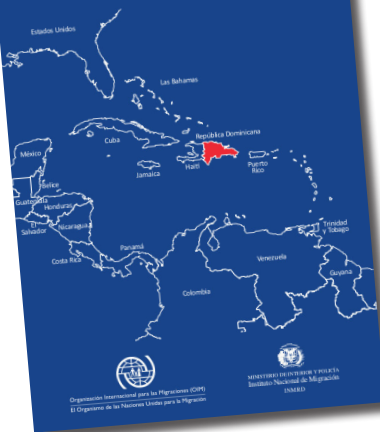 Estados Unidos
Las Bahamas
República Dominicana
Cuba
México
Haití
Puerto
Rico
Jamaica
Belice
Guatemala
Honduras
El
Salvador
Nicaragua
Trinidad
y Tobago
Costa Rica
Panamá
Venezuela
Guyana
Colombia
Organización Internacional para las Migraciones (OIM)
El Organismo de las Naciones Unidas para la Migración
MINISTERIO DE INTERIOR Y POLICÍA
Instituto Nacional de Migración
INM RD